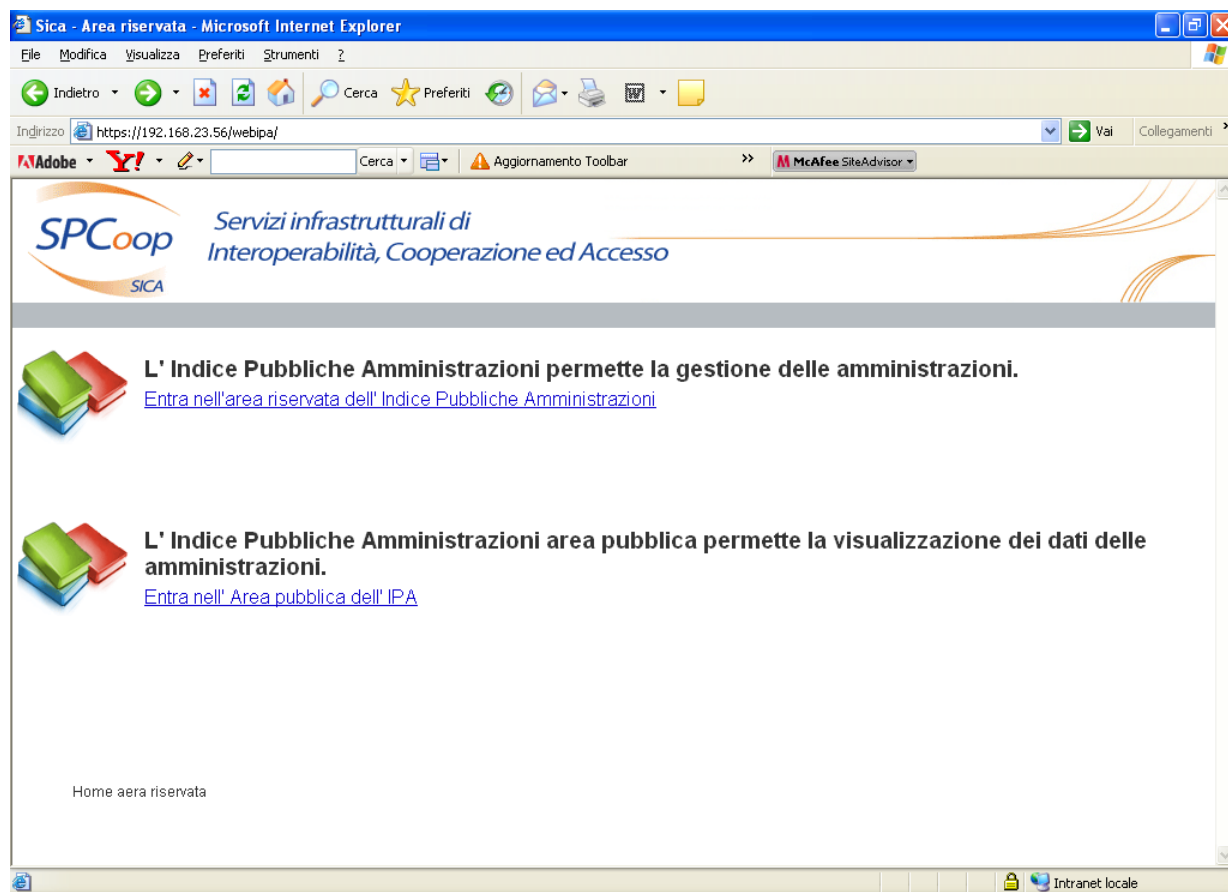 Sica - Area riservata - Microsoft Internet Explorer
File Modifica Visualizza Preferiti Strumenti ?
Indietro Cerca Preferiti
Indirizzo https://192.168.23.56/webipa/ Vai Collegamenti »
Adobe Y! Cerca Aggiornamento Toolbar » McAfee SiteAdvisor
SPCoop
SICA
Servizi infrastrutturali di
Interoperabilità, Cooperazione ed Accesso
L' Indice Pubbliche Amministrazioni permette la gestione delle amministrazioni.
Entra nell'area riservata dell' Indice Pubbliche Amministrazioni
L' Indice Pubbliche Amministrazioni area pubblica permette la visualizzazione dei dati delle
amministrazioni.
Entra nell' Area pubblica dell' IPA
Home aera riservata
Intranet locale